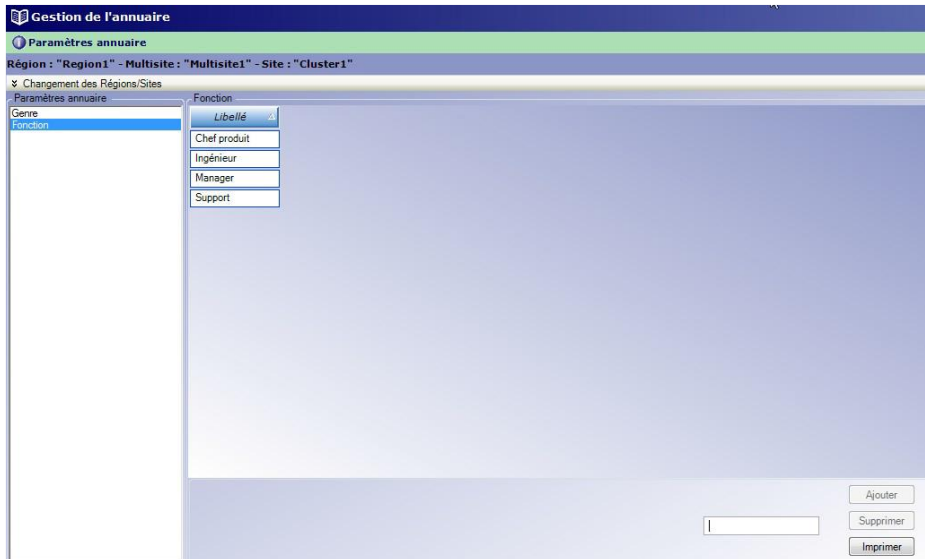 Gestion de l'annuaire
Paramètres annuaire
Région : "Region1" - Multisite : "Multisite1" - Site : "Cluster1"
Changement des Régions/Sites
Paramètres annuaire
Genre
Fonction
Fonction
Libellé
Chef produit
Ingénieur
Manager
Support
Ajouter
Supprimer
Imprimer